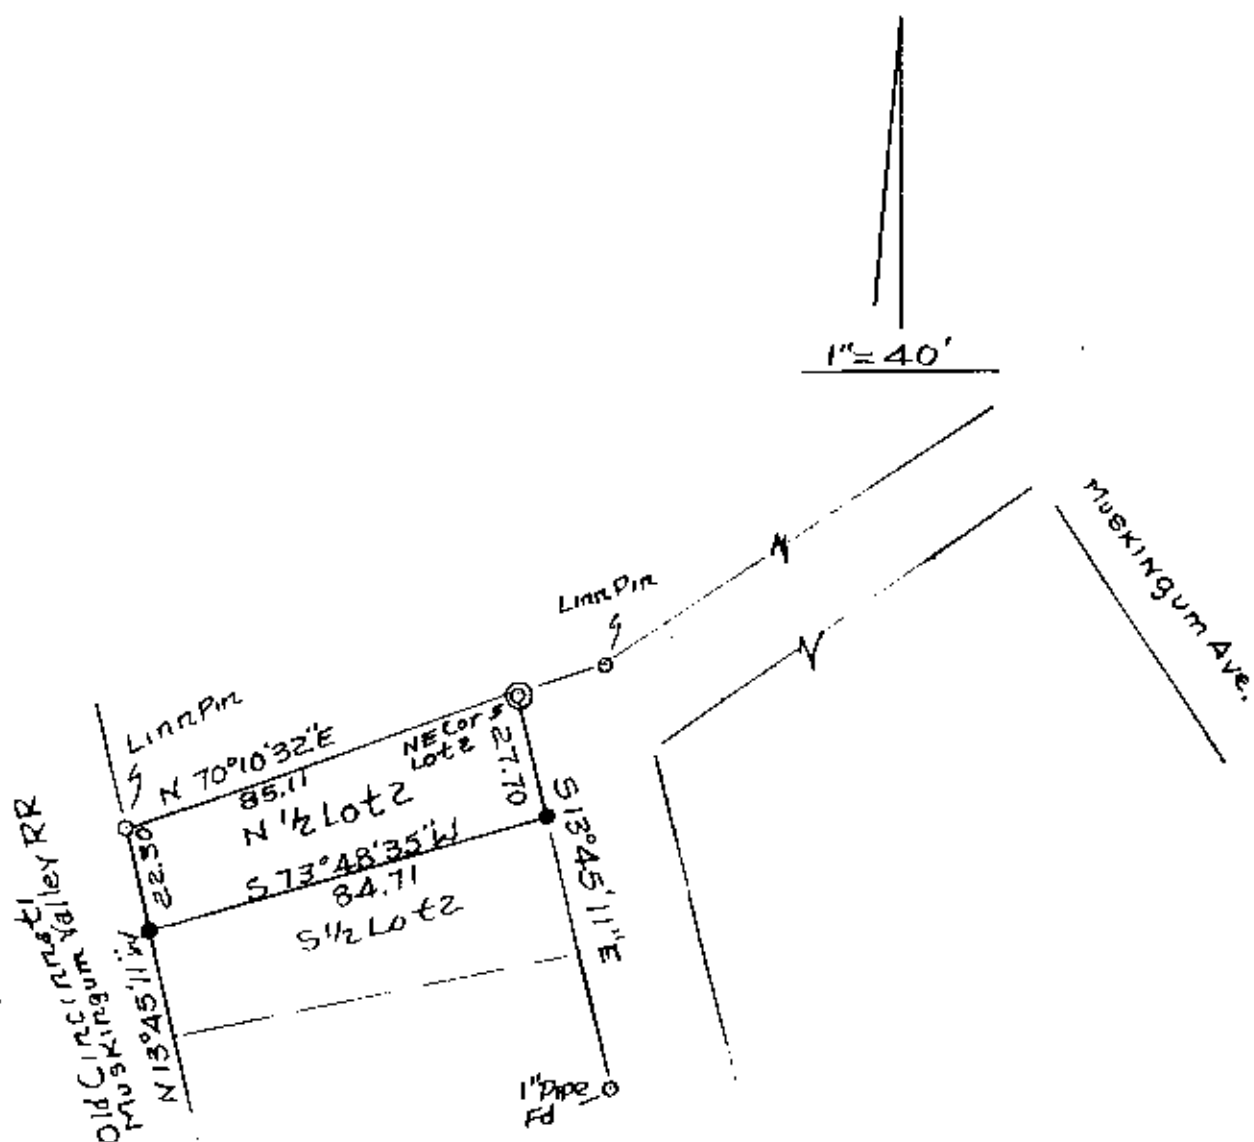 1"=40'
Muskingum Ave.
Linn Pin
Linn Pin
N 70°10'32"E
85.11
NE Cor
Lot 2
27.70
N 1/2 Lot 2
S 73°48'35"W
84.71
S 1/2 Lot 2
22.50
S 13°45'11"E
Old Cincinnati
Muskingum Valley RR
N 13°45'11"W
1" Pipe
Fd